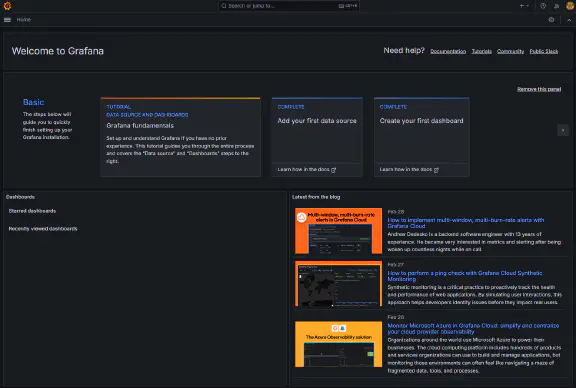 Search or jump to...
ctrl+k
Home
Welcome to Grafana
Need help?
Documentation
Tutorials
Community
Public Slack
Remove this panel
Basic
The steps below will guide you to quickly finish setting up your Grafana installation.
TUTORIAL
DATA SOURCE AND DASHBOARDS
Grafana fundamentals
Set up and understand Grafana if you have no prior experience. This tutorial guides you through the entire process and covers the "Data source" and "Dashboards" steps to the right.
COMPLETE
Add your first data source
Learn how in the docs
COMPLETE
Create your first dashboard
Learn how in the docs
Dashboards
Starred dashboards
Recently viewed dashboards
Latest from the blog
Multi-window, multi-burn-rate alerts in Grafana Cloud
Feb 28
How to implement multi-window, multi-burn-rate alerts with Grafana Cloud
Andrew Dedesko is a backend software engineer with 13 years of experience. He became very interested in metrics and alerting after being woken up countless nights while on call.
Feb 27
How to perform a ping check with Grafana Cloud Synthetic Monitoring
Synthetic monitoring is a critical practice to proactively track the health and performance of web applications. By simulating user interactions, this approach helps developers identify issues before they impact real users.
The Azure Observability solution
Feb 26
Monitor Microsoft Azure in Grafana Cloud: simplify and centralize your cloud provider observability
Organizations around the world use Microsoft Azure to power their businesses. The cloud computing platform includes hundreds of products and services organizations can use to build and manage applications, but monitoring those environments can often feel like navigating a maze of fragmented data, tools, and processes.